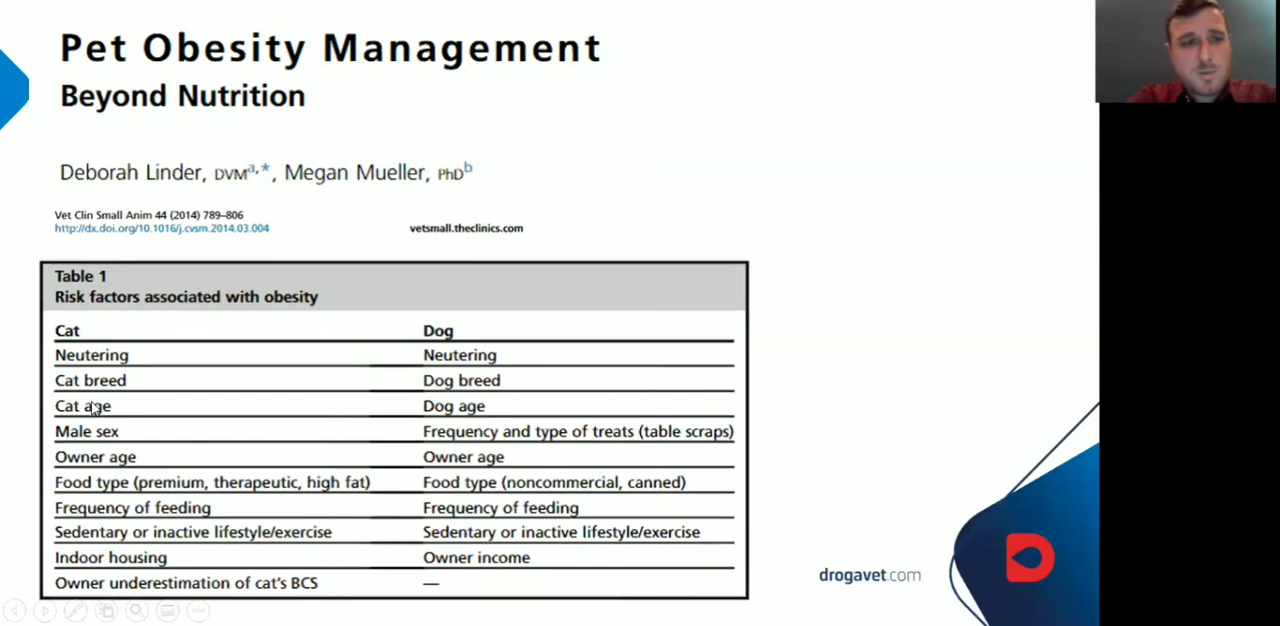 Pet Obesity Management
Beyond Nutrition
Deborah Linder, DVMa,*, Megan Mueller, PhDb
Vet Clin Small Anim 44 (2014) 789–806
http://dx.doi.org/10.1016/j.cvsm.2014.03.004 vetsmall.theclinics.com
Table 1
Risk factors associated with obesity
Cat Dog
Neutering Neutering
Cat breed Dog breed
Cat age Dog age
Male sex Frequency and type of treats (table scraps)
Owner age Owner age
Food type (premium, therapeutic, high fat) Food type (noncommercial, canned)
Frequency of feeding Frequency of feeding
Sedentary or inactive lifestyle/exercise Sedentary or inactive lifestyle/exercise
Indoor housing Owner income
Owner underestimation of cat's BCS —
drogavet.com